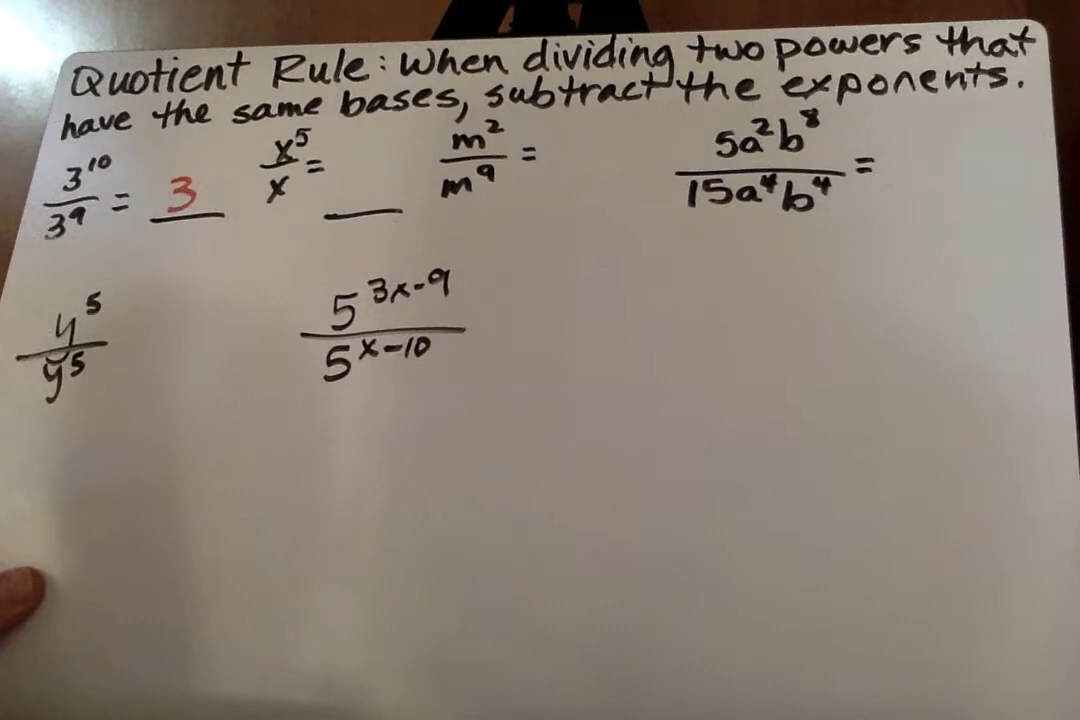 Quotient Rule: When dividing two powers that
have the same bases, subtract the exponents.
3^10/3^9 = 3   x^5/x =   m^2/m^9 =   5a^2b^8/15a^4b^4 =
y^5/y^5   5^(3x-9)/5^(x-10)